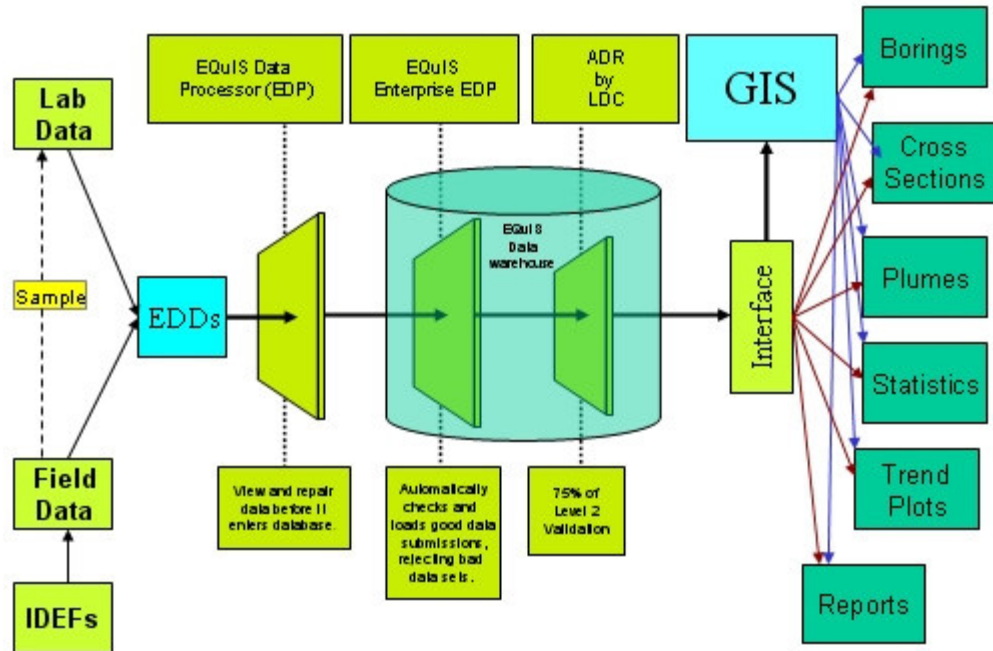 EQuIS Data
Processor (EDP)
EQuIS
Enterprise EDP
ADR
by
LDC
GIS
Borings
Lab
Data
Cross
Sections
EQuIS
Data
warehouse
Sample
EDDs
Interface
Plumes
Statistics
Field
Data
View and repair
data before it
enters database.
Automatically
checks and
loads good data
submissions,
rejecting bad
data sets.
75% of
Level 2
Validation
Trend
Plots
IDEFs
Reports